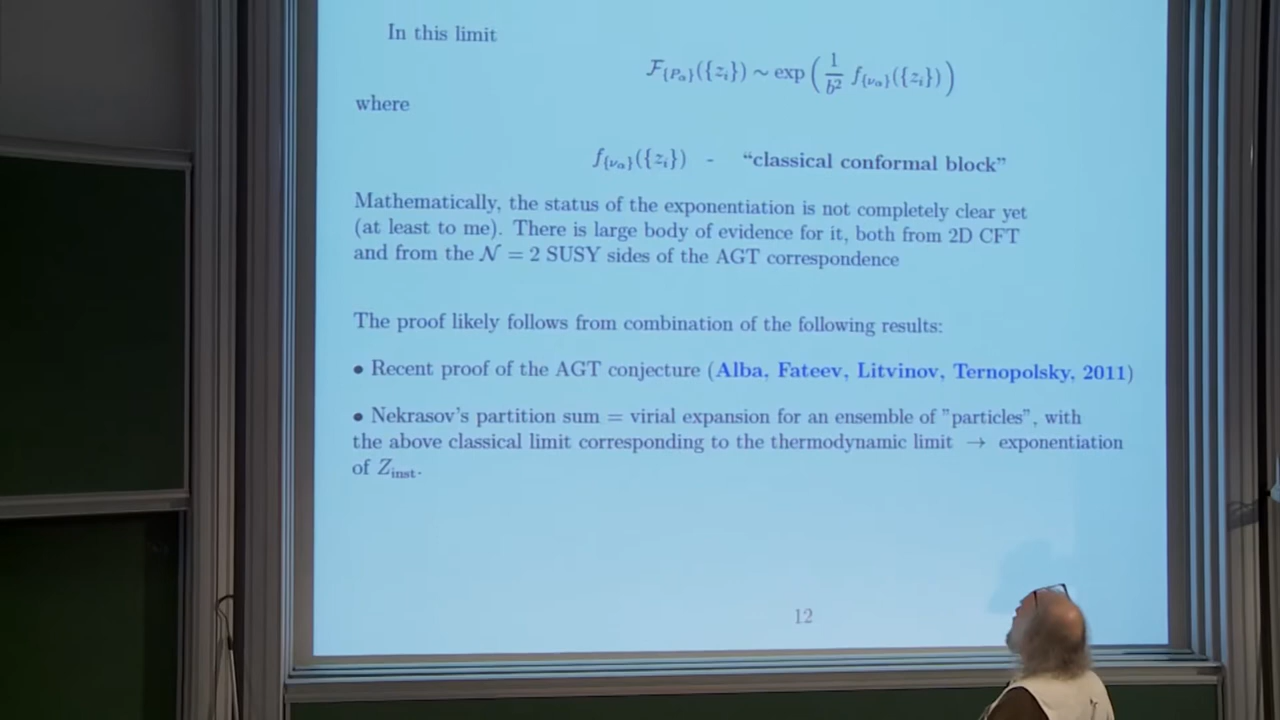 In this limit
𝓕_{P_α}({z_i}) ∼ exp ( 1/b² f_{ν_α}({z_i}) )
where
f_{ν_α}({z_i}) - “classical conformal block”
Mathematically, the status of the exponentiation is not completely clear yet
(at least to me). There is large body of evidence for it, both from 2D CFT
and from the 𝒩 = 2 SUSY sides of the AGT correspondence
The proof likely follows from combination of the following results:
• Recent proof of the AGT conjecture (Alba, Fateev, Litvinov, Ternopolsky, 2011)
• Nekrasov's partition sum = virial expansion for an ensemble of ”particles”, with
the above classical limit corresponding to the thermodynamic limit → exponentiation
of Z_inst.
12